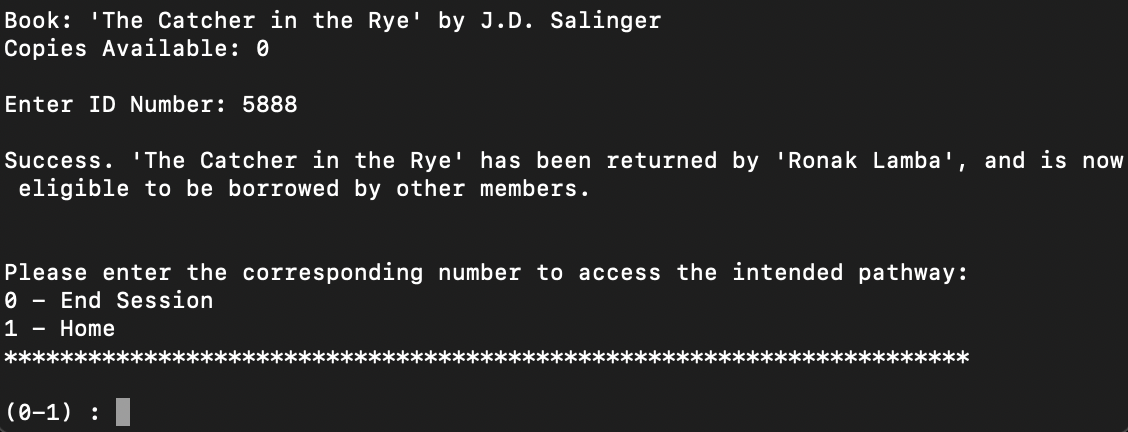 Book: 'The Catcher in the Rye' by J.D. Salinger
Copies Available: 0
Enter ID Number: 5888
Success. 'The Catcher in the Rye' has been returned by 'Ronak Lamba', and is now
eligible to be borrowed by other members.
Please enter the corresponding number to access the intended pathway:
0 - End Session
1 - Home
*********************************************************************
(0-1) :